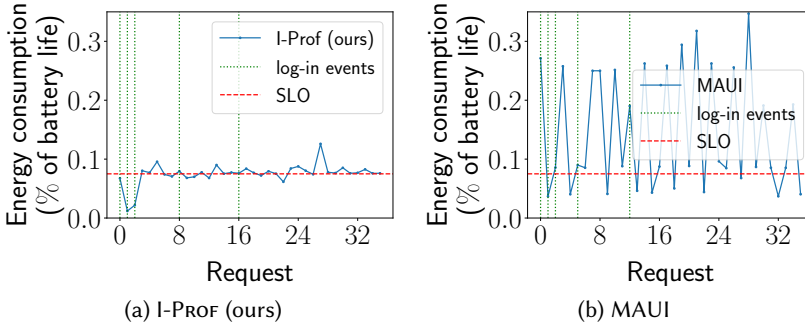 Energy consumption
(% of battery life)
0.3
0.2
0.1
0.0
I-Prof (ours)
log-in events
SLO
0
8
16
24
32
Request
(a) I-PROF (ours)
Energy consumption
(% of battery life)
0.3
0.2
0.1
0.0
MAUI
log-in events
SLO
0
8
16
24
32
Request
(b) MAUI